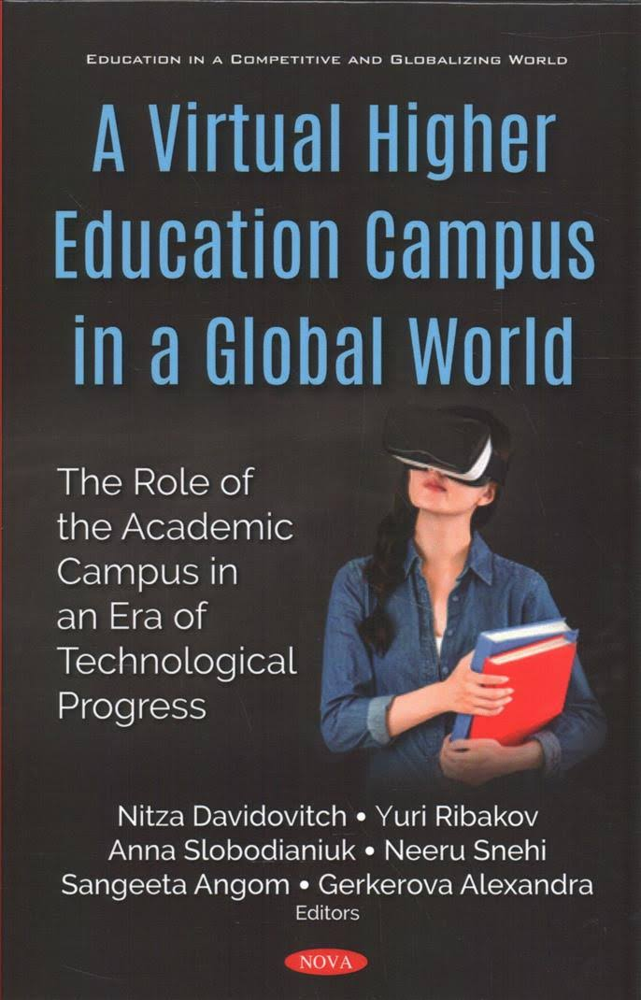 Education in a Competitive and Globalizing World
A Virtual Higher
Education Campus
in a Global World
The Role of
the Academic
Campus in
an Era of
Technological
Progress
Nitza Davidovitch • Yuri Ribakov
Anna Slobodianiuk • Neeru Snehi
Sangeeta Angom • Gerkerova Alexandra
Editors
NOVA